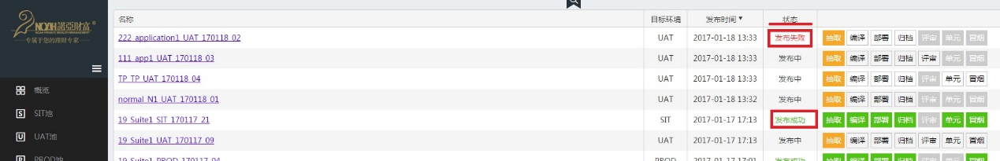 NOAH 諾亞財富®
NOAH PRIVATE WEALTH MANAGEMENT
专属于您的理财专家
概览
SIT池
UAT池
PROD池
名称 目标环境 发布时间 状态
222_application1_UAT_170118_02 UAT 2017-01-18 13:33 发布失败 抽取 编译 部署 归档 评审 单元 冒烟
111_app1_UAT_170118_03 UAT 2017-01-18 13:33 发布中 抽取 编译 部署 归档 评审 单元 冒烟
TP_TP_UAT_170118_04 UAT 2017-01-18 13:33 发布中 抽取 编译 部署 归档 评审 单元 冒烟
normal_N1_UAT_170118_01 UAT 2017-01-18 13:32 发布中 抽取 编译 部署 归档 评审 单元 冒烟
19_Suite1_SIT_170117_21 SIT 2017-01-17 17:13 发布成功 抽取 编译 部署 归档 评审 单元 冒烟
19_Suite1_UAT_170117_09 UAT 2017-01-17 17:13 发布中 抽取 编译 部署 归档 评审 单元 冒烟
19_Suite1_PROD_170117_04 PROD 2017-01-17 17:01 发布成功 抽取 编译 部署 归档 评审 单元 冒烟